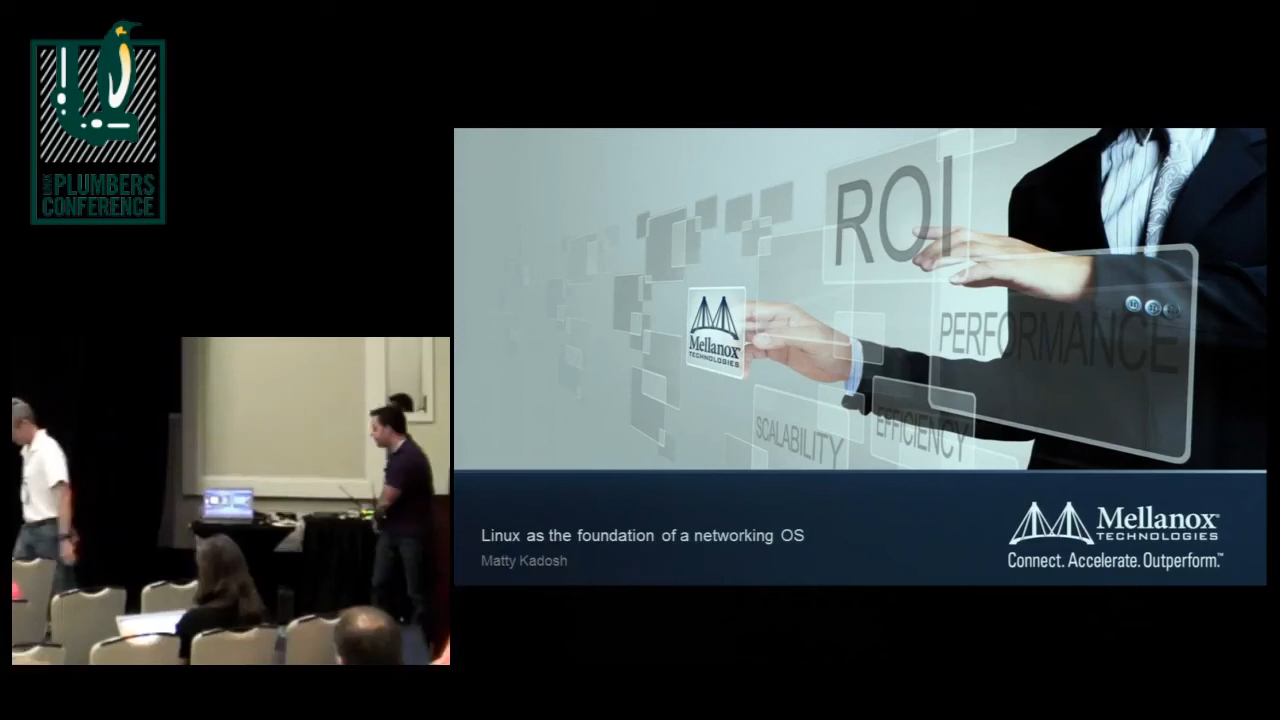 LINUX
PLUMBERS
CONFERENCE
ROI
PERFORMANCE
Mellanox
TECHNOLOGIES
SCALABILITY
EFFICIENCY
Linux as the foundation of a networking OS
Matty Kadosh
Mellanox
TECHNOLOGIES
Connect. Accelerate. Outperform.™